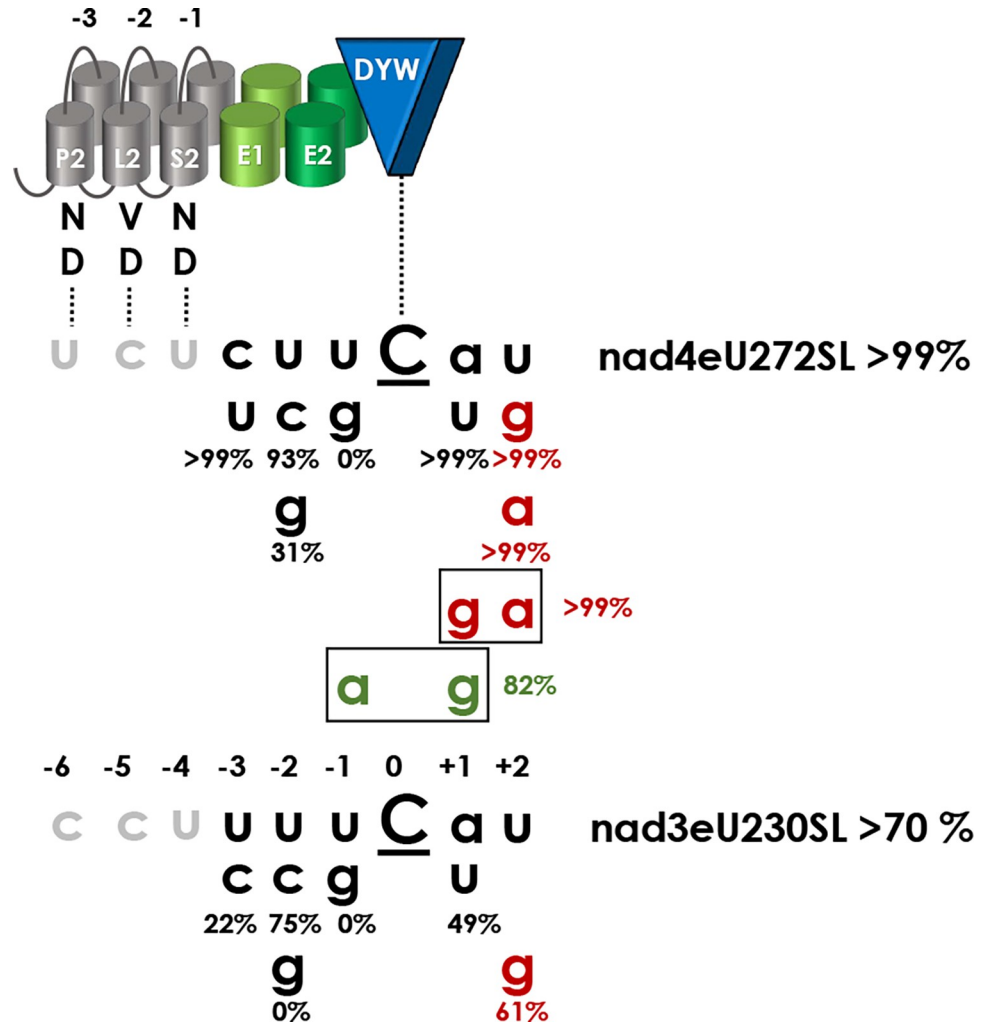 -3 -2 -1
DYW
P2 L2 S2 E1 E2
N V N
D D D
u c u c u u C a u nad4eU272SL >99%
u c g u g
>99% 93% 0% >99% >99%
g a
31% >99%
g a >99%
a g 82%
-6 -5 -4 -3 -2 -1 0 +1 +2
c c u u u u C a u nad3eU230SL >70 %
c c g u
22% 75% 0% 49%
g g
0% 61%